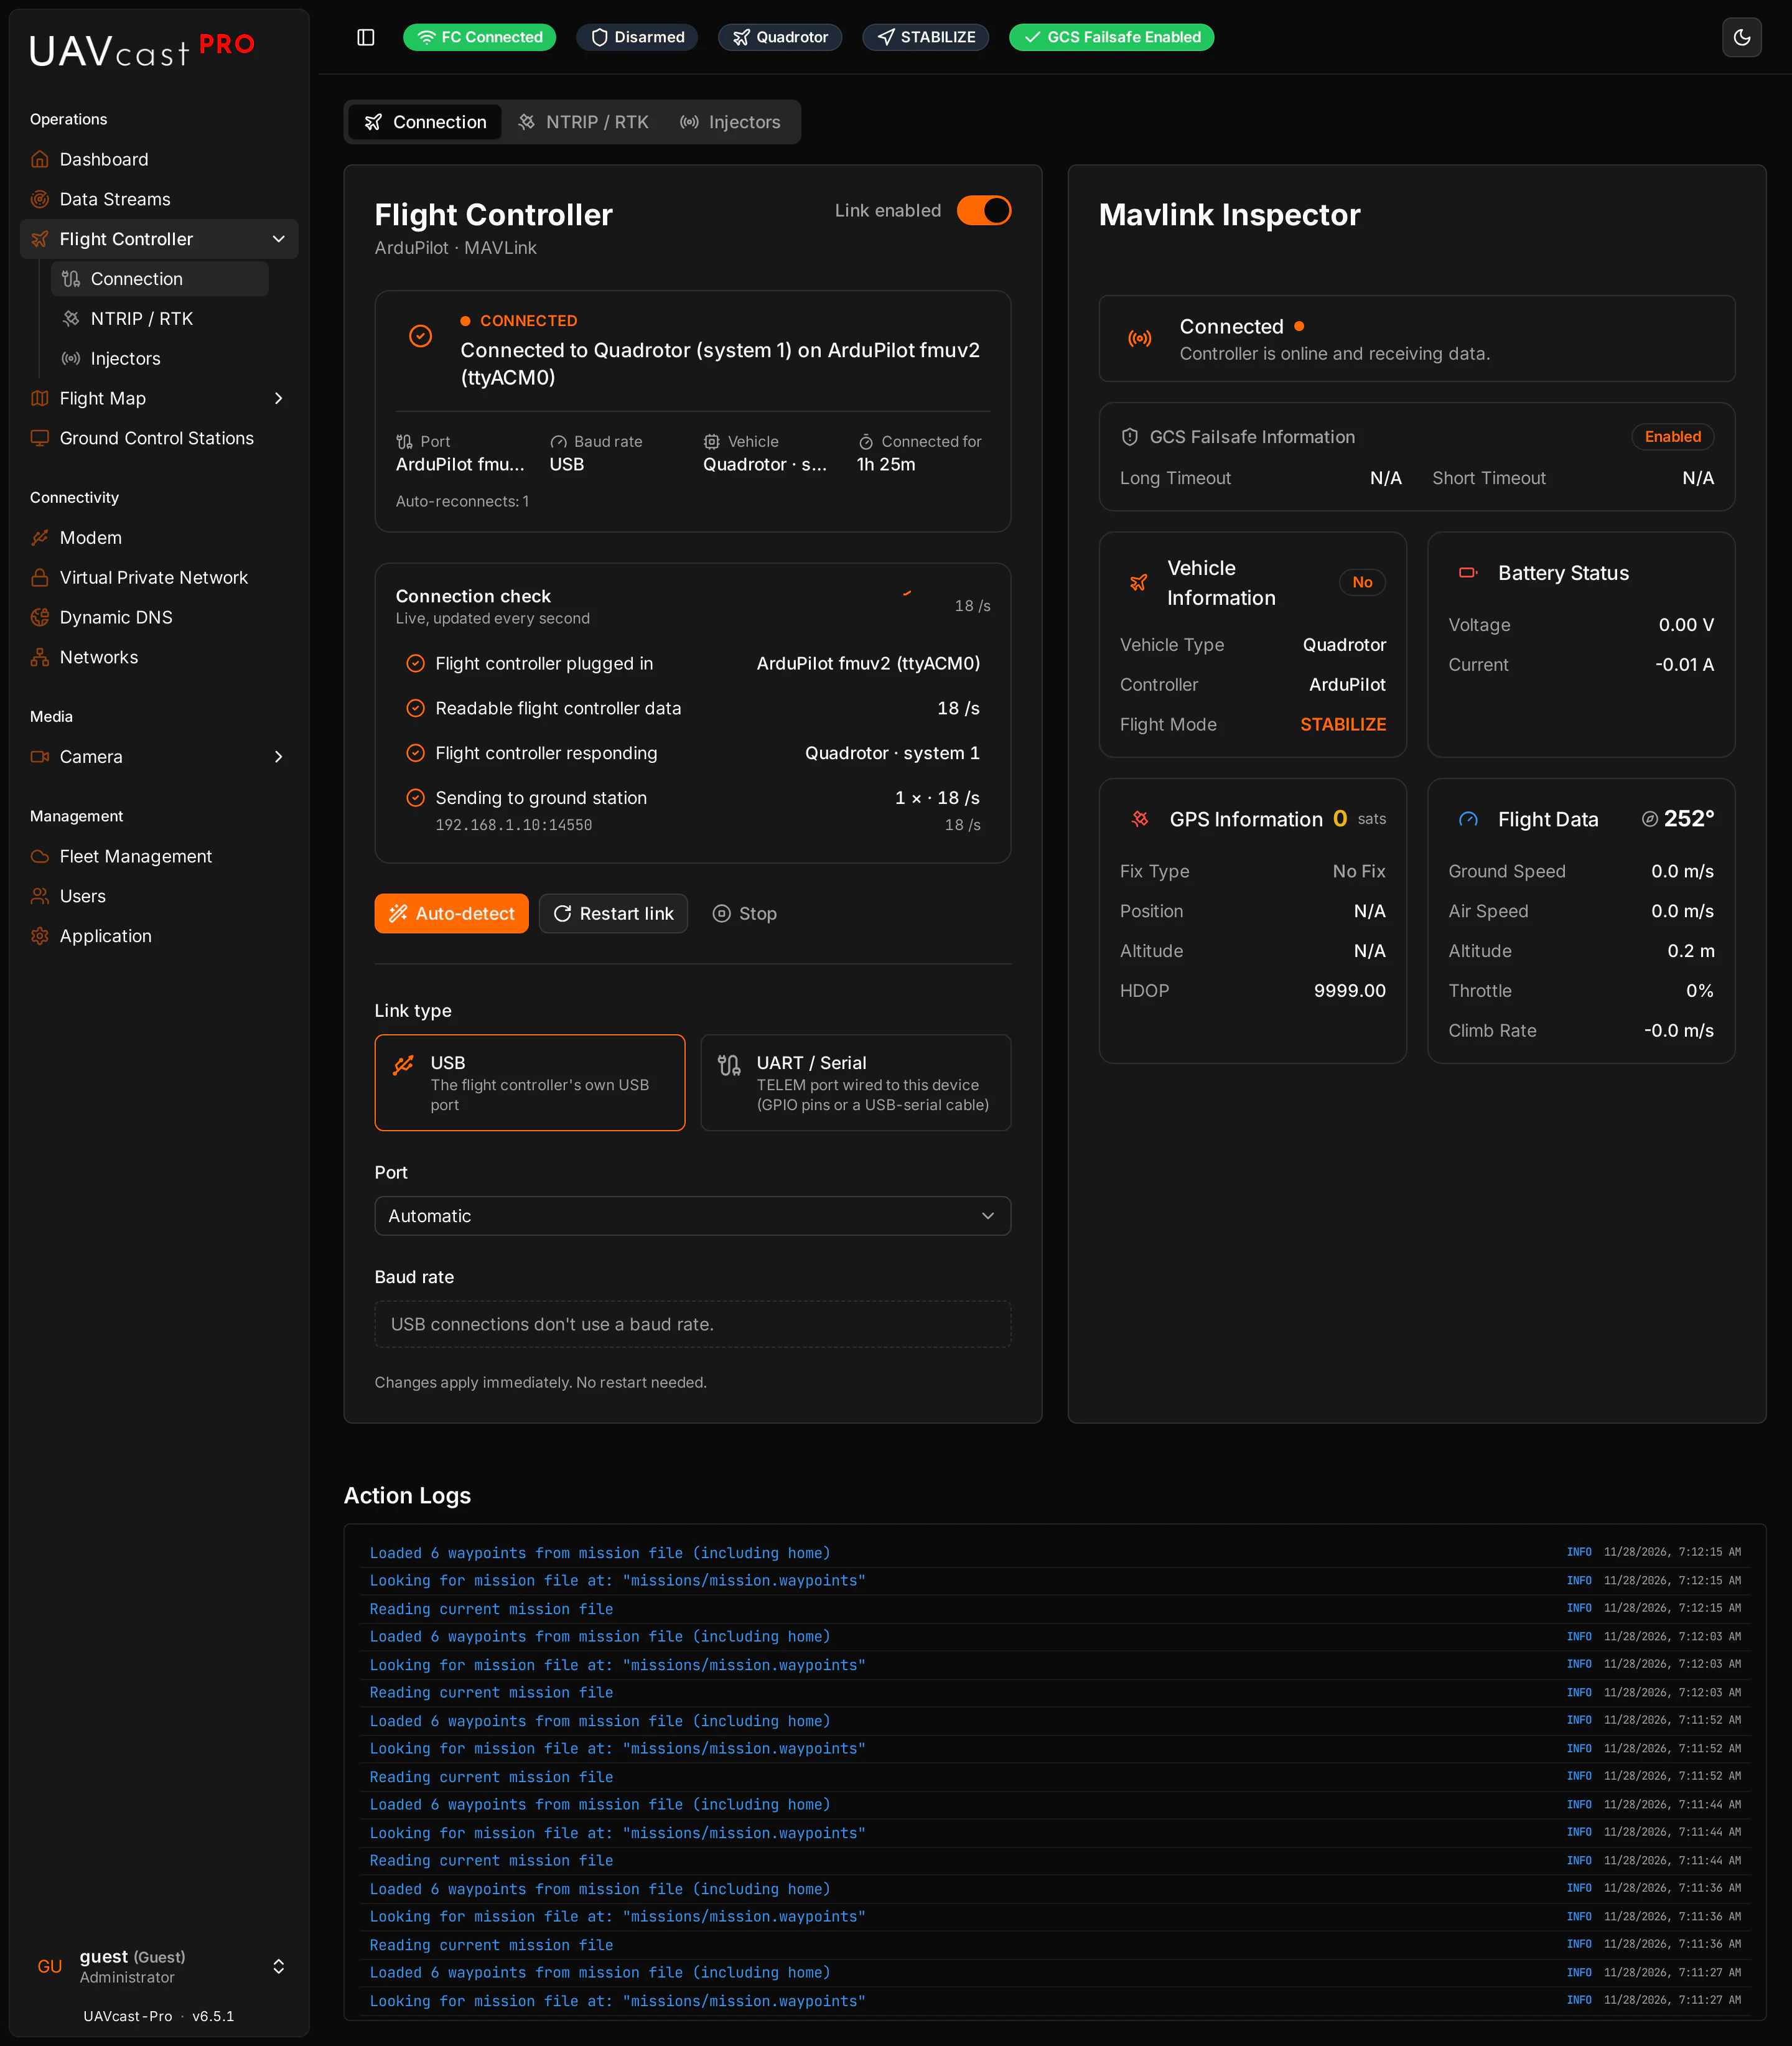 UAVcast PRO
Operations
Dashboard
Data Streams
Flight Controller
Connection
NTRIP / RTK
Injectors
Flight Map
Ground Control Stations
Connectivity
Modem
Virtual Private Network
Dynamic DNS
Networks
Media
Camera
Management
Fleet Management
Users
Application
GU
guest (Guest)
Administrator
UAVcast-Pro · v6.5.1
FC Connected
Disarmed
Quadrotor
STABILIZE
GCS Failsafe Enabled
Connection
NTRIP / RTK
Injectors
Flight Controller
Link enabled
ArduPilot · MAVLink
CONNECTED
Connected to Quadrotor (system 1) on ArduPilot fmuv2
(ttyACM0)
Port
Baud rate
Vehicle
Connected for
ArduPilot fmu...
USB
Quadrotor · s...
1h 25m
Auto-reconnects: 1
Connection check
18 /s
Live, updated every second
Flight controller plugged in
ArduPilot fmuv2 (ttyACM0)
Readable flight controller data
18 /s
Flight controller responding
Quadrotor · system 1
Sending to ground station
1 × · 18 /s
192.168.1.10:14550
18 /s
Auto-detect
Restart link
Stop
Link type
USB
The flight controller's own USB
port
UART / Serial
TELEM port wired to this device
(GPIO pins or a USB-serial cable)
Port
Automatic
Baud rate
USB connections don't use a baud rate.
Changes apply immediately. No restart needed.
Mavlink Inspector
Connected
Controller is online and receiving data.
GCS Failsafe Information
Enabled
Long Timeout
N/A
Short Timeout
N/A
Vehicle
Information
No
Vehicle Type
Quadrotor
Controller
ArduPilot
Flight Mode
STABILIZE
Battery Status
Voltage
0.00 V
Current
-0.01 A
GPS Information
0 sats
Fix Type
No Fix
Position
N/A
Altitude
N/A
HDOP
9999.00
Flight Data
252°
Ground Speed
0.0 m/s
Air Speed
0.0 m/s
Altitude
0.2 m
Throttle
0%
Climb Rate
-0.0 m/s
Action Logs
Loaded 6 waypoints from mission file (including home) INFO 11/28/2026, 7:12:15 AM
Looking for mission file at: "missions/mission.waypoints" INFO 11/28/2026, 7:12:15 AM
Reading current mission file INFO 11/28/2026, 7:12:15 AM
Loaded 6 waypoints from mission file (including home) INFO 11/28/2026, 7:12:03 AM
Looking for mission file at: "missions/mission.waypoints" INFO 11/28/2026, 7:12:03 AM
Reading current mission file INFO 11/28/2026, 7:12:03 AM
Loaded 6 waypoints from mission file (including home) INFO 11/28/2026, 7:11:52 AM
Looking for mission file at: "missions/mission.waypoints" INFO 11/28/2026, 7:11:52 AM
Reading current mission file INFO 11/28/2026, 7:11:52 AM
Loaded 6 waypoints from mission file (including home) INFO 11/28/2026, 7:11:44 AM
Looking for mission file at: "missions/mission.waypoints" INFO 11/28/2026, 7:11:44 AM
Reading current mission file INFO 11/28/2026, 7:11:44 AM
Loaded 6 waypoints from mission file (including home) INFO 11/28/2026, 7:11:36 AM
Looking for mission file at: "missions/mission.waypoints" INFO 11/28/2026, 7:11:36 AM
Reading current mission file INFO 11/28/2026, 7:11:36 AM
Loaded 6 waypoints from mission file (including home) INFO 11/28/2026, 7:11:27 AM
Looking for mission file at: "missions/mission.waypoints" INFO 11/28/2026, 7:11:27 AM